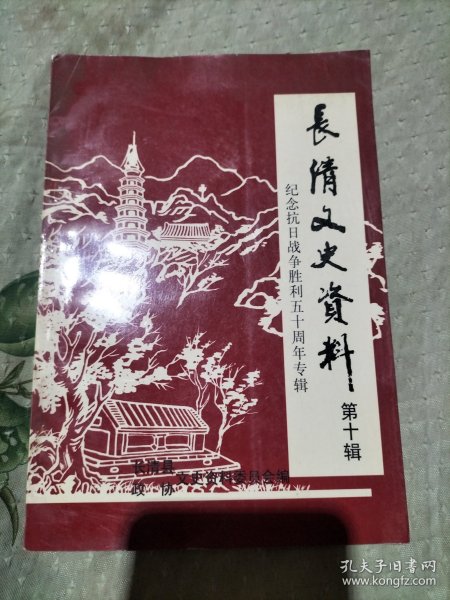 長清文史資料
第十辑
纪念抗日战争胜利五十周年专辑
长清县
政协 文史资料委员会编
孔夫子旧书网
www.kongfz.com